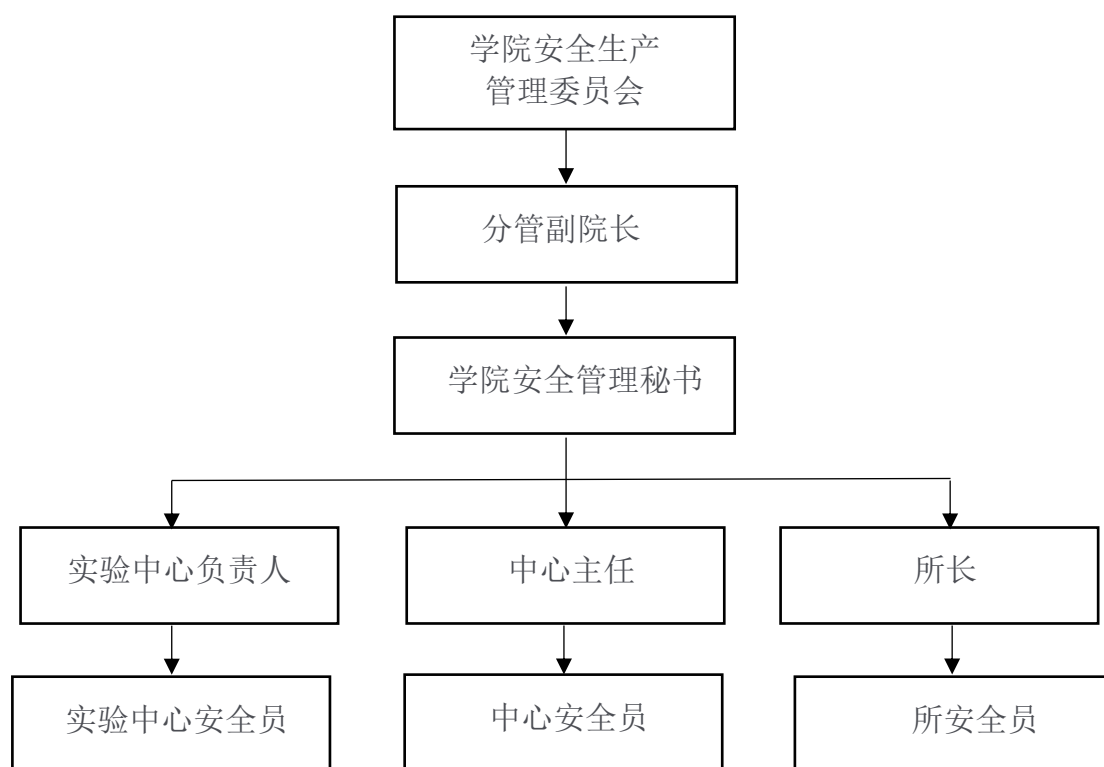 学院安全生产
管理委员会
分管副院长
学院安全管理秘书
实验中心负责人
中心主任
所长
实验中心安全员
中心安全员
所安全员